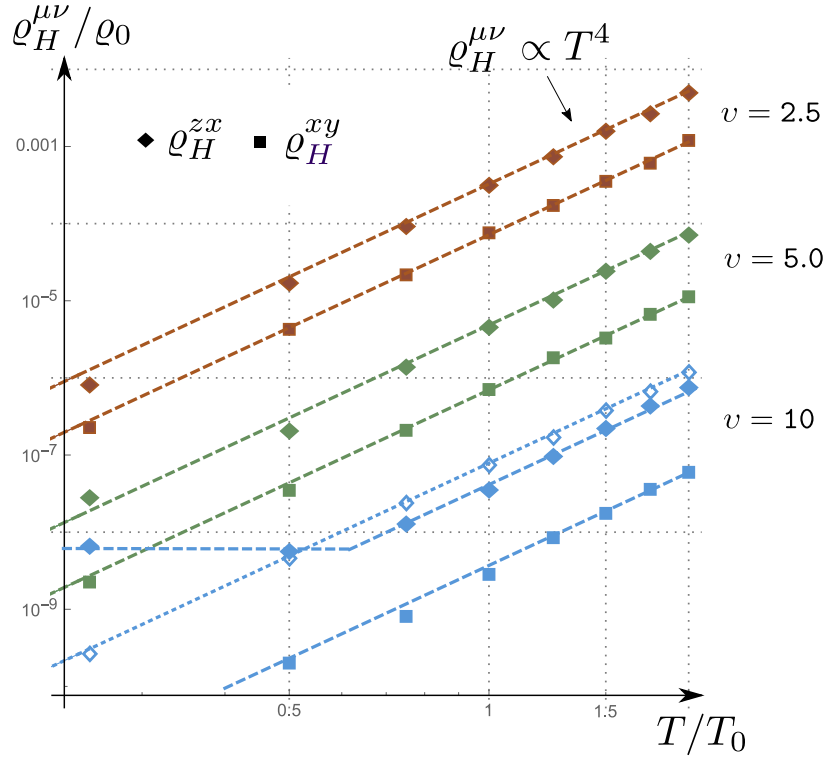 ϱ_H^{μν}/ϱ_0
ϱ_H^{μν} ∝ T^4
υ = 2.5
ϱ_H^{zx} ϱ_H^{xy}
0.001
υ = 5.0
10^{-5}
υ = 10
10^{-7}
10^{-9}
0.5 1 1.5
T/T_0